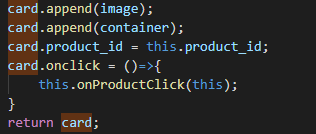 card.append(image);
card.append(container);
card.product_id = this.product_id;
card.onclick = ()=>{
    this.onProductClick(this);
}
return card;